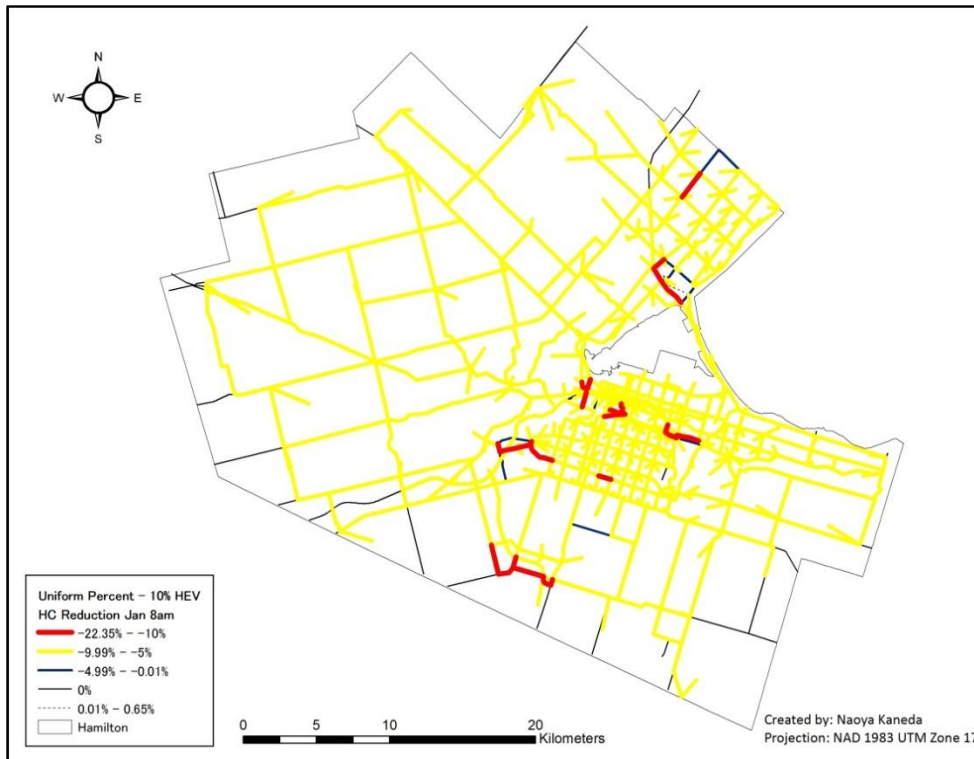 N
W E
S
Uniform Percent - 10% HEV
HC Reduction Jan 8am
-22.35% - -10%
-9.99% - -5%
-4.99% - -0.01%
0%
0.01% - 0.65%
Hamilton
0 5 10 20
Kilometers
Created by: Naoya Kaneda
Projection: NAD 1983 UTM Zone 17